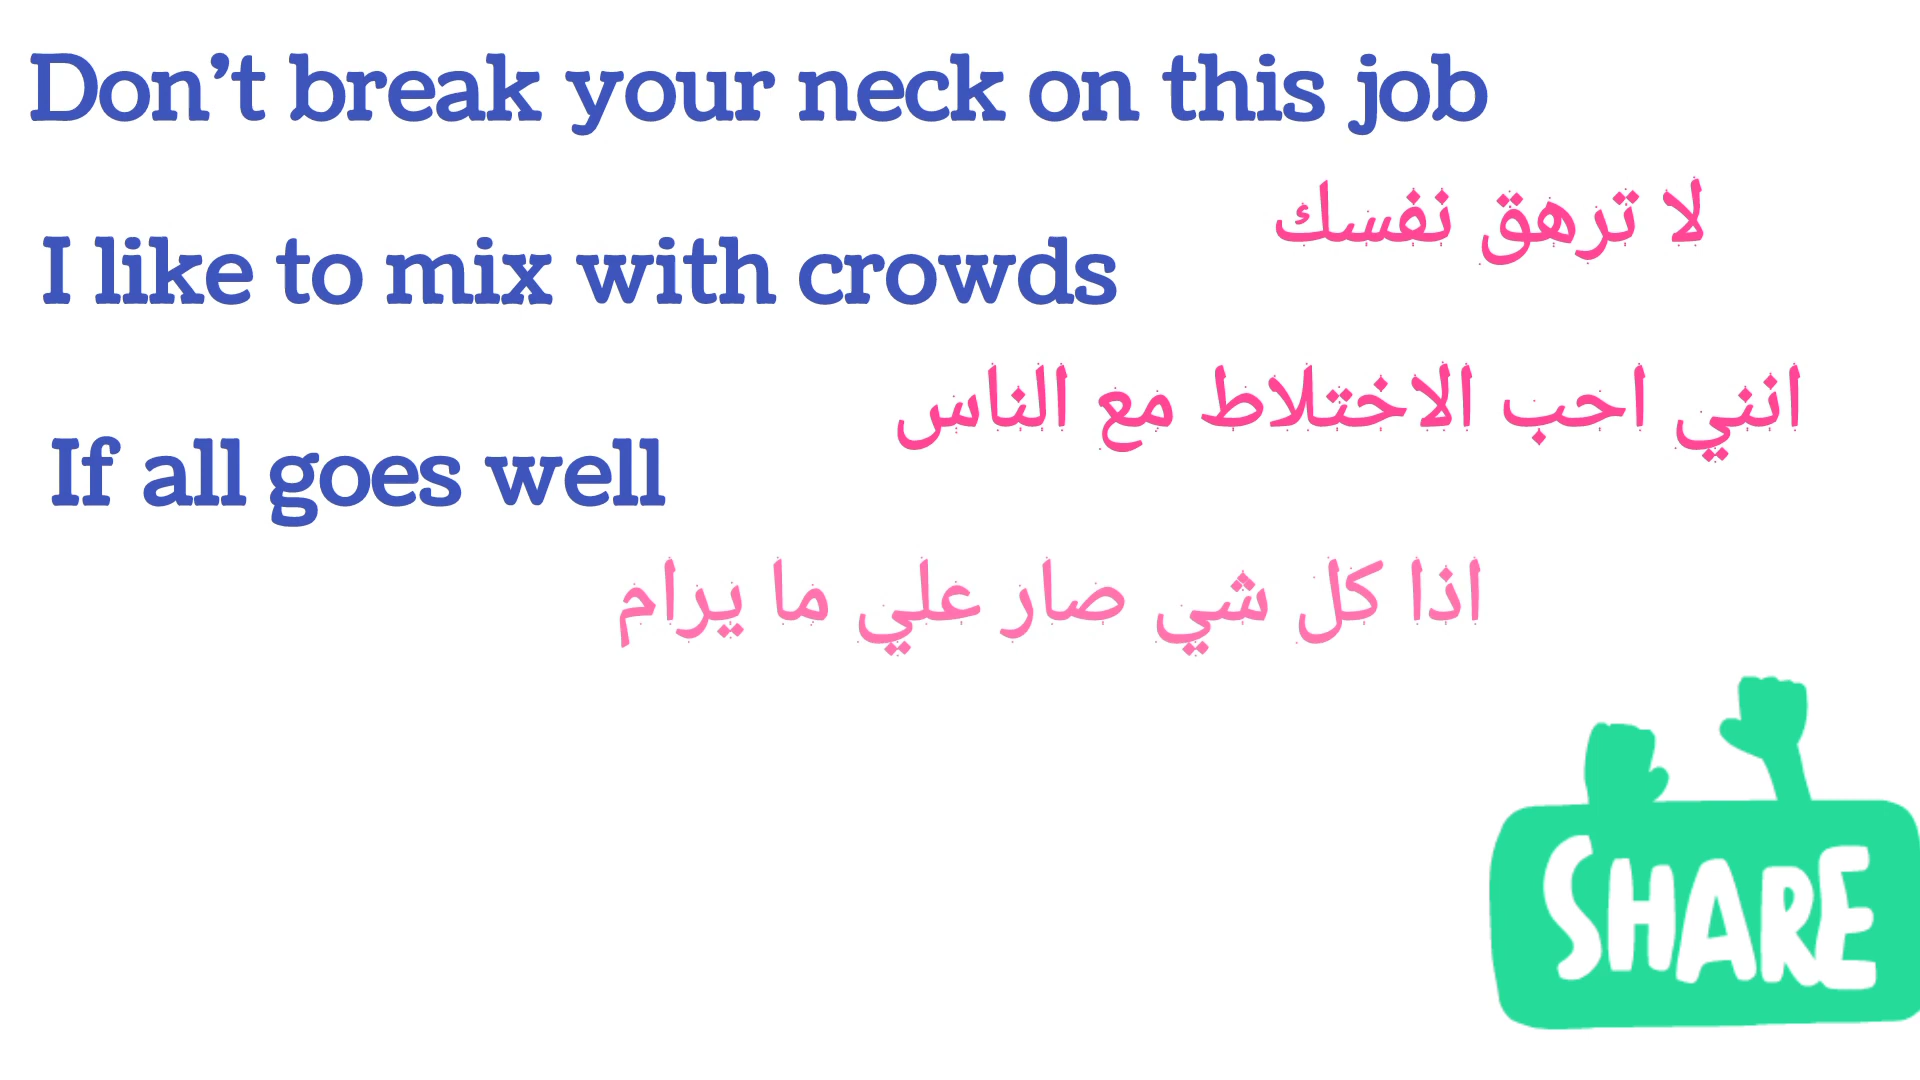 Don’t break your neck on this job
لا ترهق نفسك
I like to mix with crowds
انني احب الاختلاط مع الناس
If all goes well
اذا كل شي صار علي ما يرام
SHARE